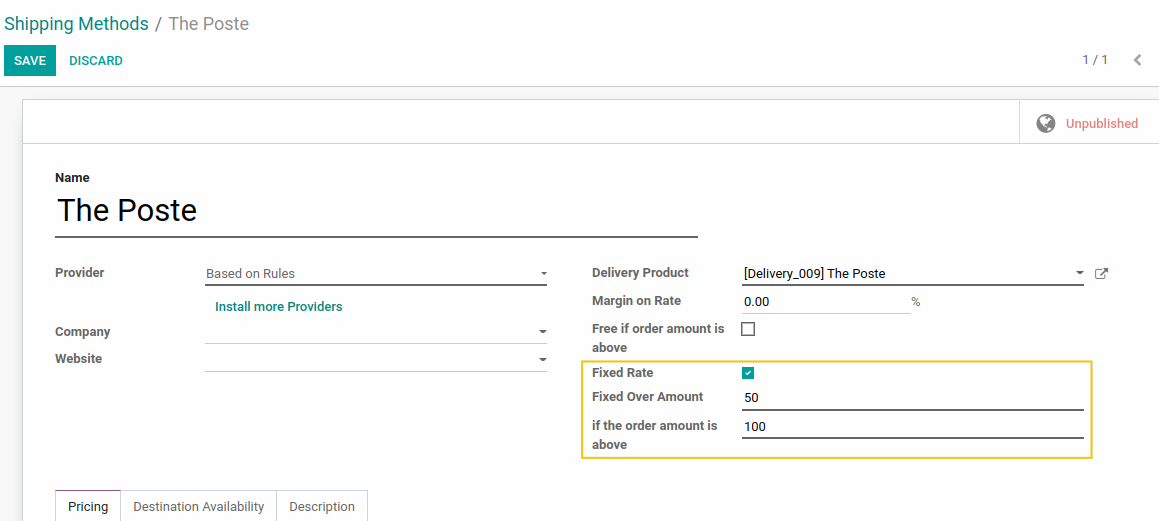 Shipping Methods / The Poste
SAVE DISCARD
1 / 1
Unpublished
Name
The Poste
Provider Based on Rules
Install more Providers
Company
Website
Delivery Product [Delivery_009] The Poste
Margin on Rate 0.00 %
Free if order amount is
above
Fixed Rate
Fixed Over Amount 50
if the order amount is 100
above
Pricing Destination Availability Description